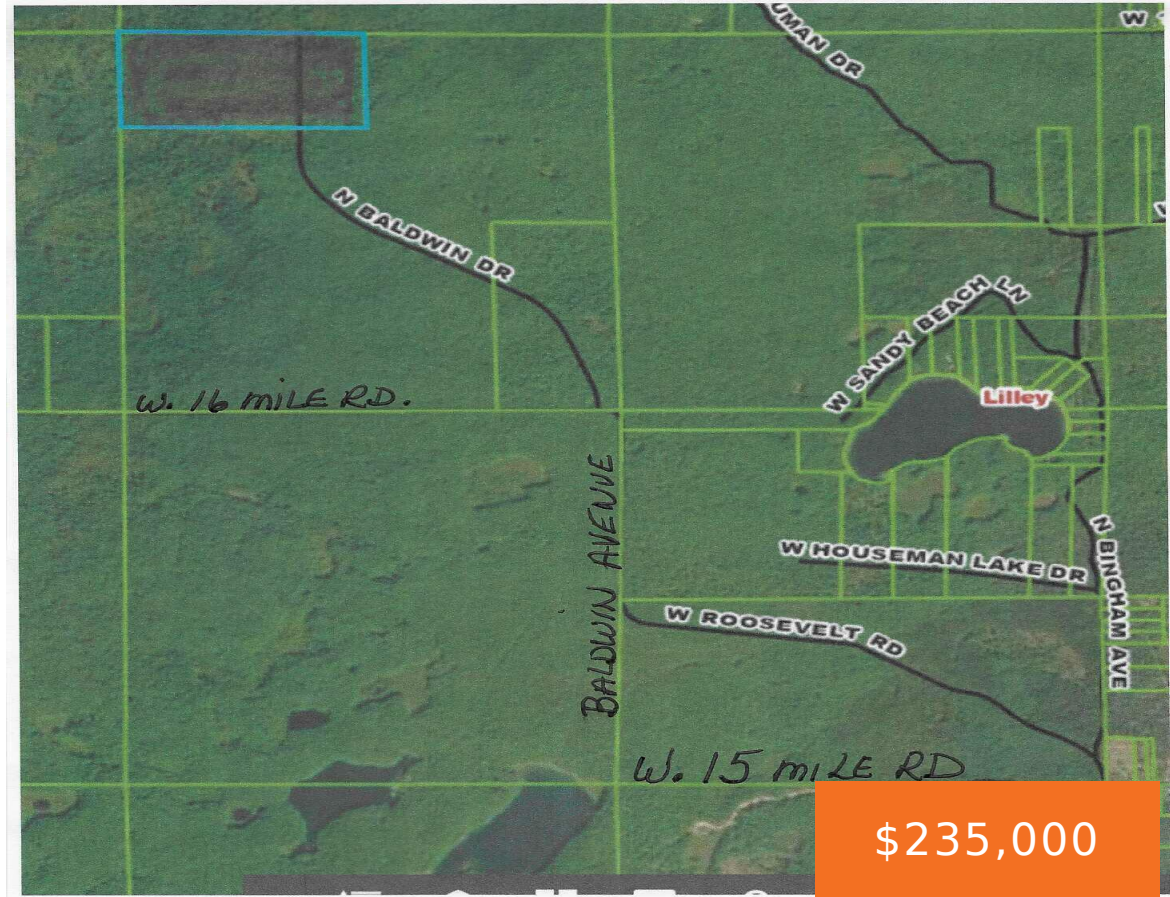 UMAN DR
W
N BALDWIN DR
W SANDY BEACH LN
W. 16 MILE RD.
Lilley
BALDWIN AVENUE
W HOUSEMAN LAKE DR
N BINGHAM AVE
W ROOSEVELT RD
W. 15 MILE RD
$235,000